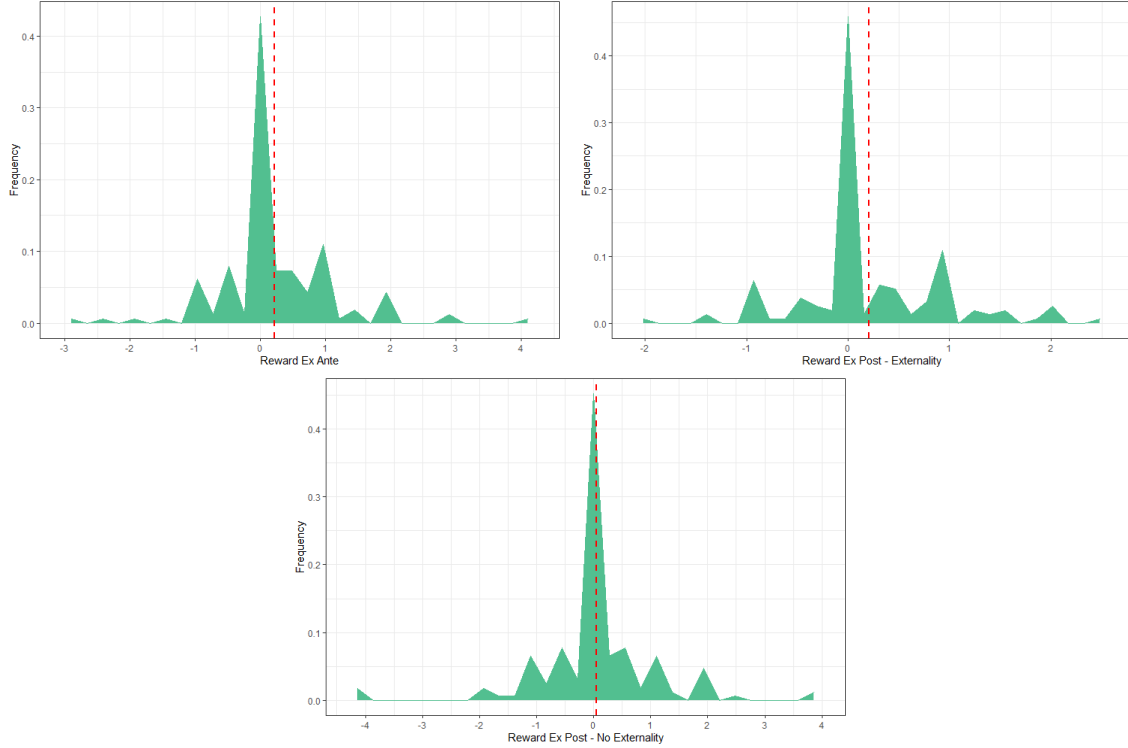 0.4
0.3
0.2
0.1
0.0
Frequency
-3 -2 -1 0 1 2 3 4
Reward Ex Ante
0.4
0.3
0.2
0.1
0.0
Frequency
-2 -1 0 1 2
Reward Ex Post - Externality
0.4
0.3
0.2
0.1
0.0
Frequency
-4 -3 -2 -1 0 1 2 3 4
Reward Ex Post - No Externality